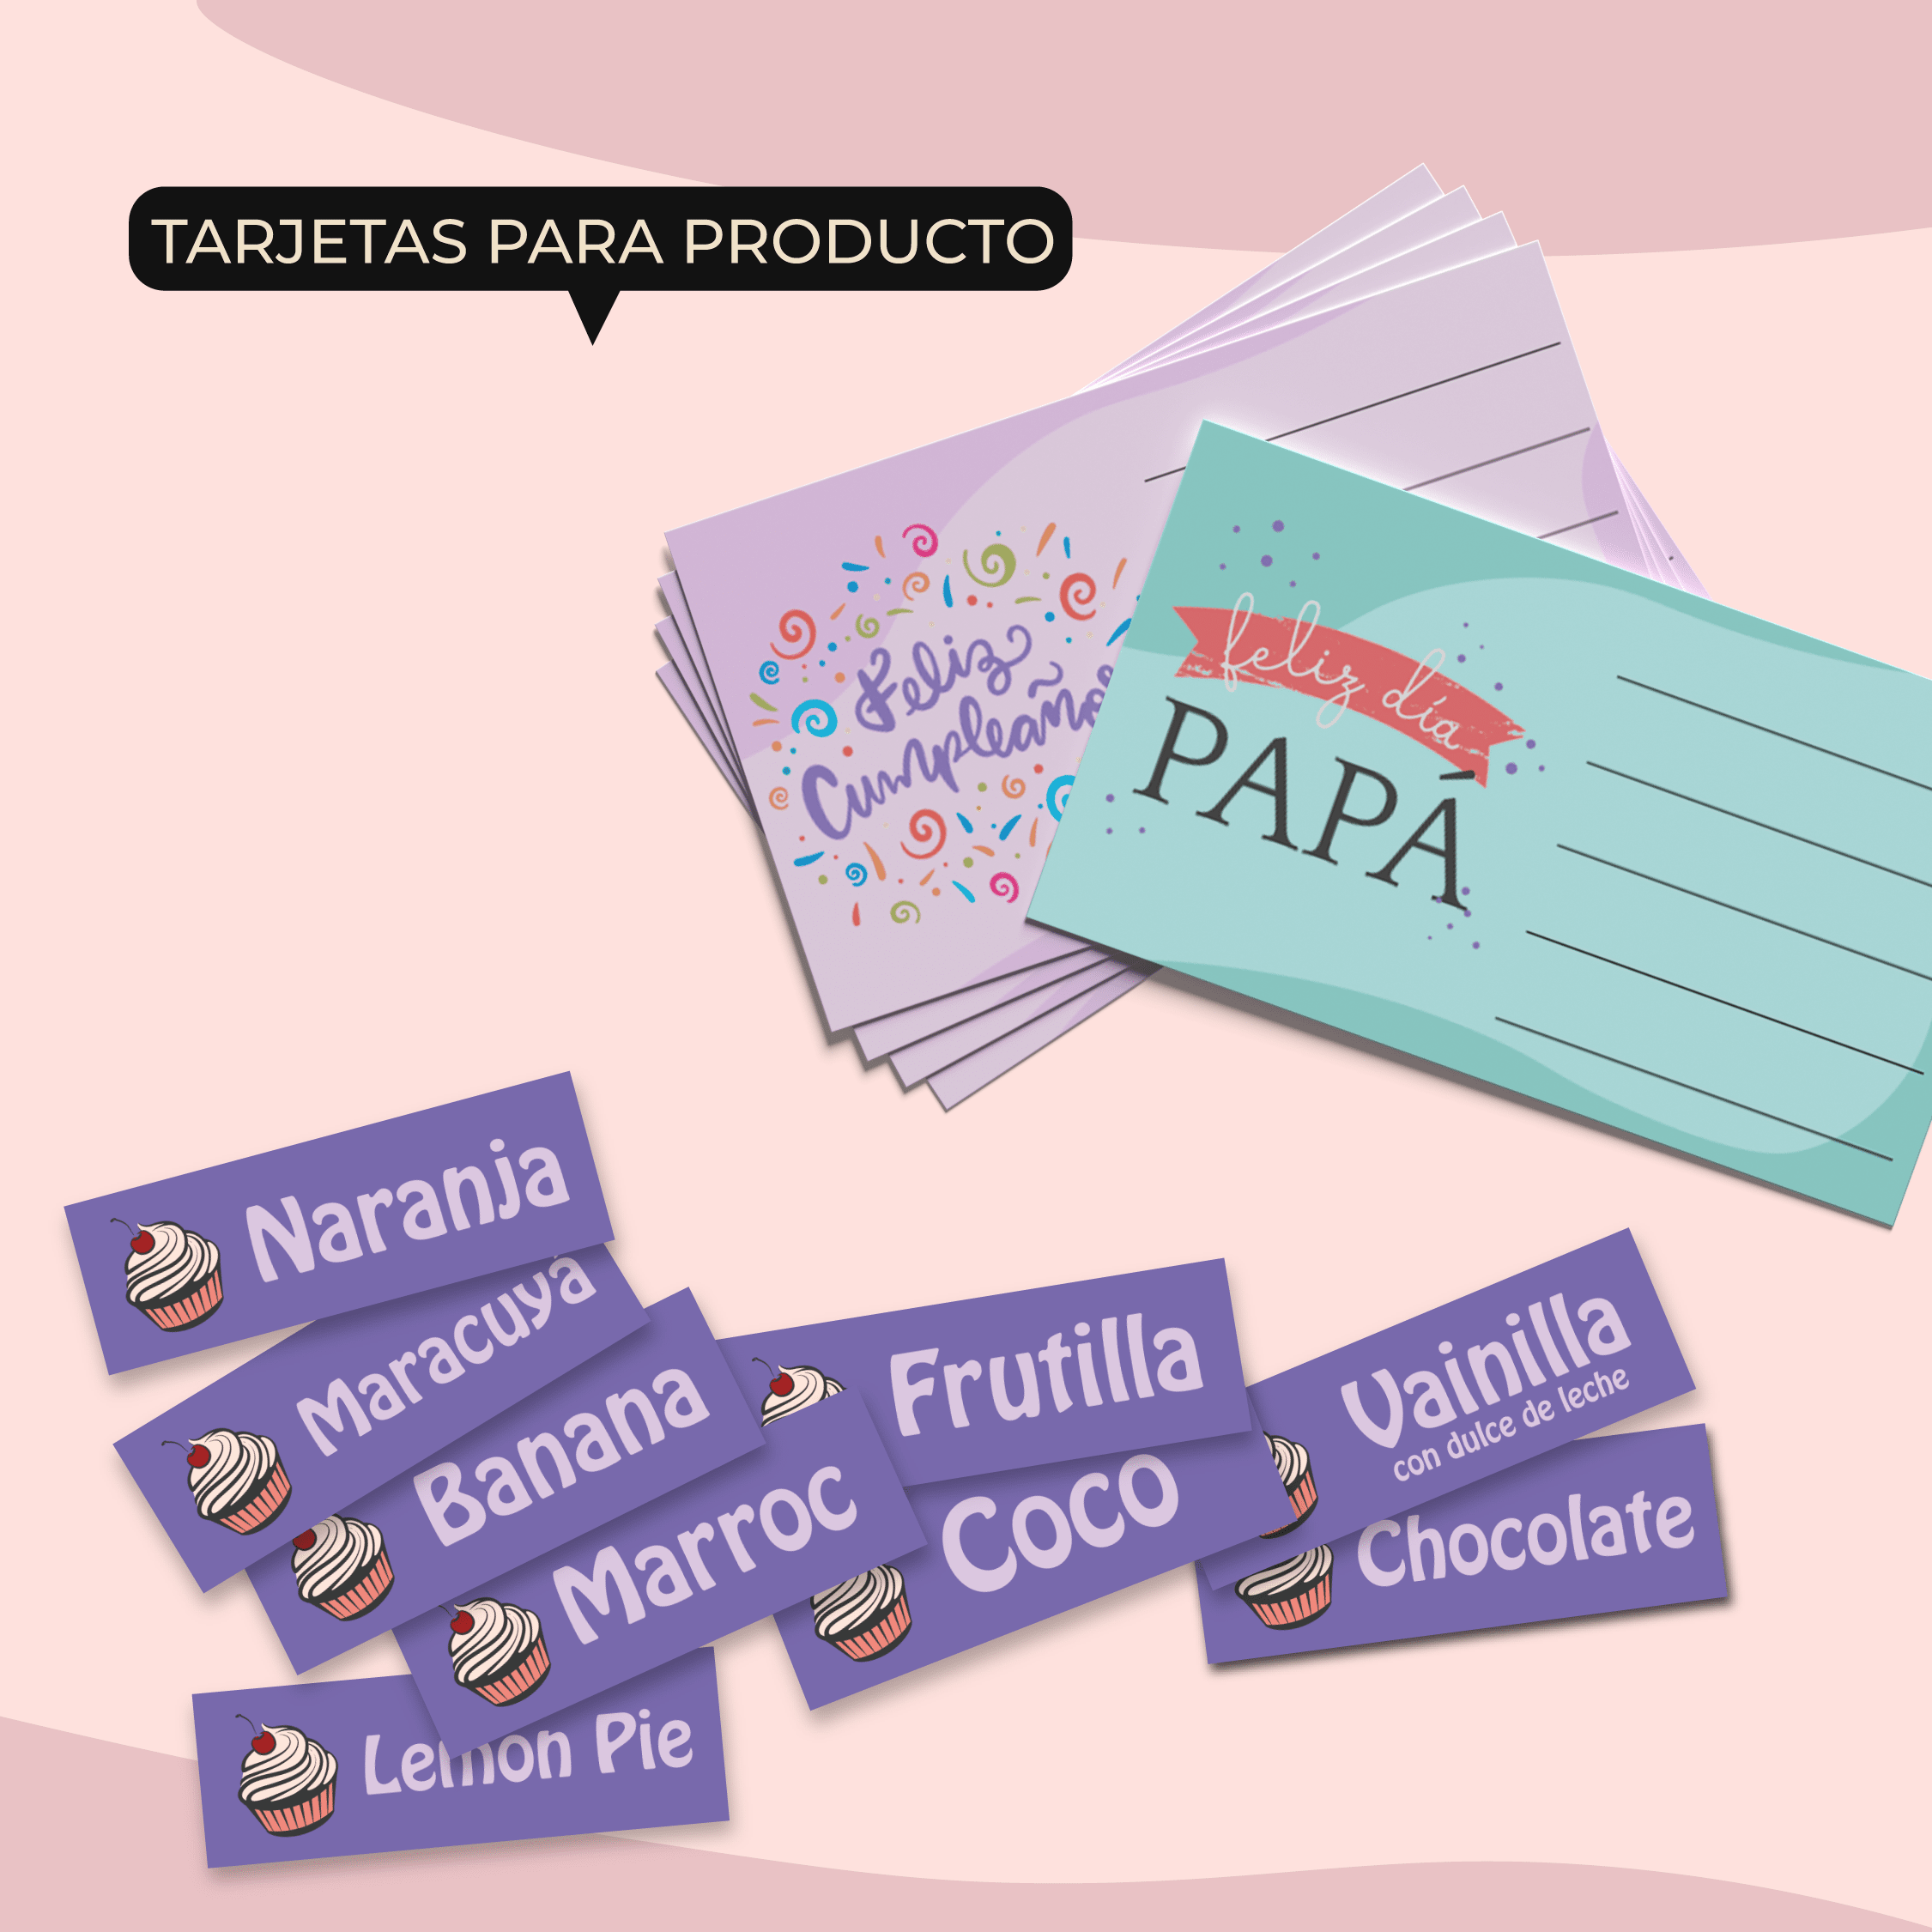 TARJETAS PARA PRODUCTO
Feliz
Cumpleaños
feliz día
PAPÁ
Naranja
Maracuyá
Banana
Frutilla
Vainilla
con dulce de leche
Marroc
Coco
Chocolate
Lemon Pie